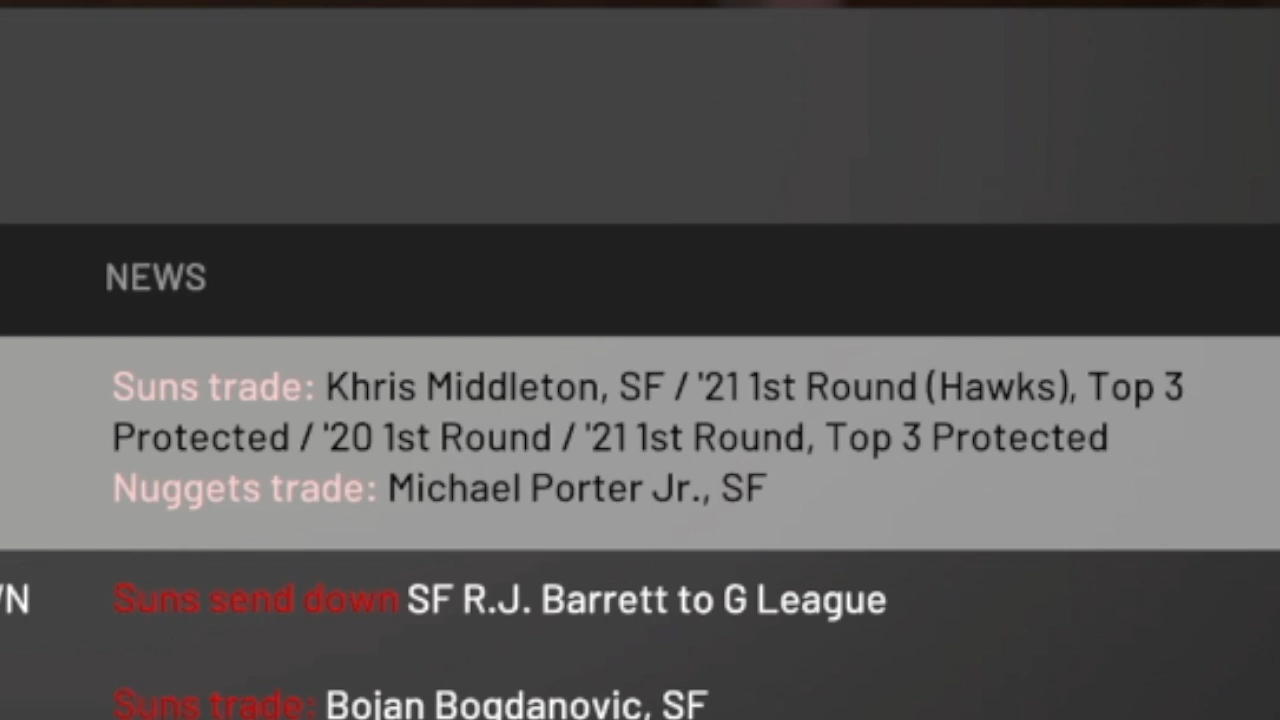 NEWS
Suns trade: Khris Middleton, SF / '21 1st Round (Hawks), Top 3
Protected / '20 1st Round / '21 1st Round, Top 3 Protected
Nuggets trade: Michael Porter Jr., SF
Suns send down SF R.J. Barrett to G League
Suns trade: Bojan Bogdanovic, SF